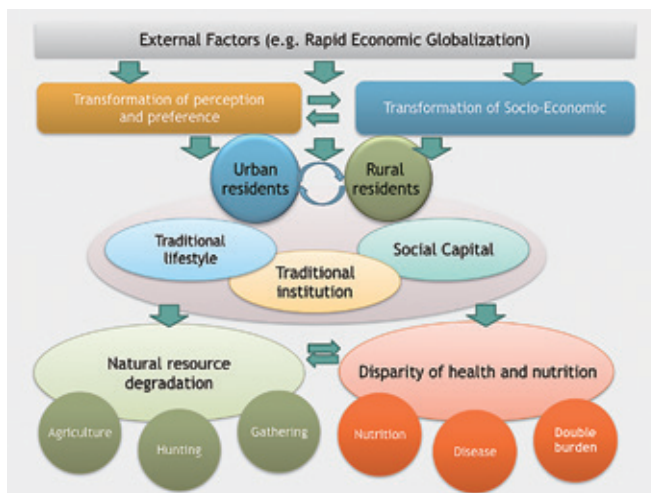 External Factors (e.g. Rapid Economic Globalization)
Transformation of perception
and preference
Transformation of Socio-Economic
Urban
residents
Rural
residents
Traditional
lifestyle
Social Capital
Traditional
institution
Natural resource
degradation
Disparity of health and nutrition
Agriculture
Hunting
Gathering
Nutrition
Disease
Double
burden